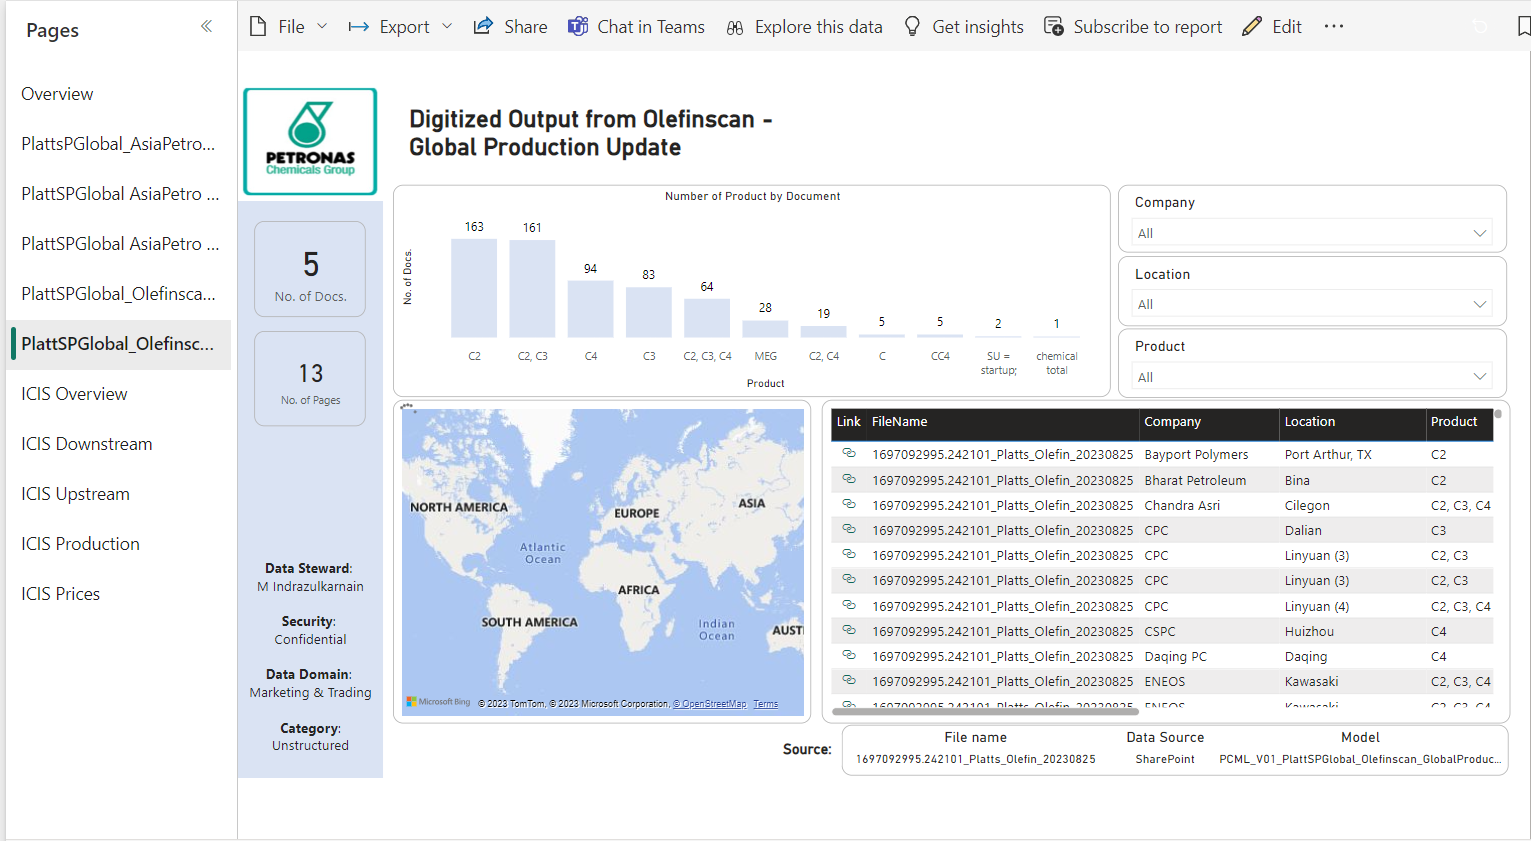 Pages
Overview
PlattsPGlobal_AsiaPetro...
PlattSPGlobal AsiaPetro ...
PlattSPGlobal AsiaPetro ...
PlattSPGlobal_Olefinsca...
PlattSPGlobal_Olefinsc...
ICIS Overview
ICIS Downstream
ICIS Upstream
ICIS Production
ICIS Prices
File Export Share Chat in Teams Explore this data Get insights Subscribe to report Edit ...
PETRONAS
Chemicals Group
Digitized Output from Olefinscan -
Global Production Update
5
No. of Docs.
13
No. of Pages
Data Steward:
M Indrazulkarnain
Security:
Confidential
Data Domain:
Marketing & Trading
Category:
Unstructured
Number of Product by Document
No. of Docs.
163 161 94 83 64 28 19 5 5 2 1
C2 C2, C3 C4 C3 C2, C3, C4 MEG C2, C4 C CC4 SU = chemical
startup; total
Product
Company
All
Location
All
Product
All
NORTH AMERICA
EUROPE
ASIA
Atlantic
Ocean
AFRICA
SOUTH AMERICA
Indian
Ocean
AUST
Microsoft Bing © 2023 TomTom, © 2023 Microsoft Corporation, © OpenStreetMap Terms
Link FileName Company Location Product
1697092995.242101_Platts_Olefin_20230825 Bayport Polymers Port Arthur, TX C2
1697092995.242101_Platts_Olefin_20230825 Bharat Petroleum Bina C2
1697092995.242101_Platts_Olefin_20230825 Chandra Asri Cilegon C2, C3, C4
1697092995.242101_Platts_Olefin_20230825 CPC Dalian C3
1697092995.242101_Platts_Olefin_20230825 CPC Linyuan (3) C2, C3
1697092995.242101_Platts_Olefin_20230825 CPC Linyuan (3) C2, C3
1697092995.242101_Platts_Olefin_20230825 CPC Linyuan (4) C2, C3, C4
1697092995.242101_Platts_Olefin_20230825 CSPC Huizhou C4
1697092995.242101_Platts_Olefin_20230825 Daqing PC Daqing C4
1697092995.242101_Platts_Olefin_20230825 ENEOS Kawasaki C2, C3, C4
1697092995.242101_Platts_Olefin_20230825 ENEOS Kawasaki C2, C3, C4
Source:
File name Data Source Model
1697092995.242101_Platts_Olefin_20230825 SharePoint PCML_V01_PlattSPGlobal_Olefinscan_GlobalProduc...